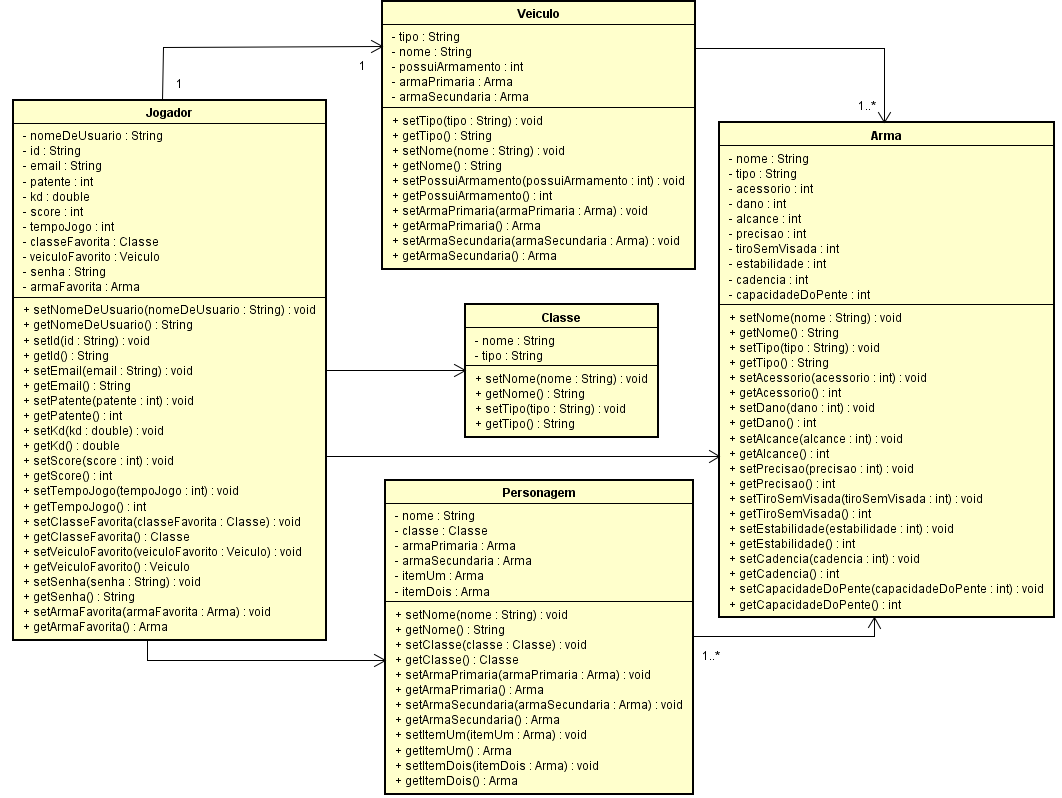 Veiculo
- tipo : String
- nome : String
- possuiArmamento : int
- armaPrimaria : Arma
- armaSecundaria : Arma
+ setTipo(tipo : String) : void
+ getTipo() : String
+ setNome(nome : String) : void
+ getNome() : String
+ setPossuiArmamento(possuiArmamento : int) : void
+ getPossuiArmamento() : int
+ setArmaPrimaria(armaPrimaria : Arma) : void
+ getArmaPrimaria() : Arma
+ setArmaSecundaria(armaSecundaria : Arma) : void
+ getArmaSecundaria() : Arma
1
1
1..*
Jogador
- nomeDeUsuario : String
- id : String
- email : String
- patente : int
- kd : double
- score : int
- tempoJogo : int
- classeFavorita : Classe
- veiculoFavorito : Veiculo
- senha : String
- armaFavorita : Arma
+ setNomeDeUsuario(nomeDeUsuario : String) : void
+ getNomeDeUsuario() : String
+ setId(id : String) : void
+ getId() : String
+ setEmail(email : String) : void
+ getEmail() : String
+ setPatente(patente : int) : void
+ getPatente() : int
+ setKd(kd : double) : void
+ getKd() : double
+ setScore(score : int) : void
+ getScore() : int
+ setTempoJogo(tempoJogo : int) : void
+ getTempoJogo() : int
+ setClasseFavorita(classeFavorita : Classe) : void
+ getClasseFavorita() : Classe
+ setVeiculoFavorito(veiculoFavorito : Veiculo) : void
+ getVeiculoFavorito() : Veiculo
+ setSenha(senha : String) : void
+ getSenha() : String
+ setArmaFavorita(armaFavorita : Arma) : void
+ getArmaFavorita() : Arma
Classe
- nome : String
- tipo : String
+ setNome(nome : String) : void
+ getNome() : String
+ setTipo(tipo : String) : void
+ getTipo() : String
Arma
- nome : String
- tipo : String
- acessorio : int
- dano : int
- alcance : int
- precisao : int
- tiroSemVisada : int
- estabilidade : int
- cadencia : int
- capacidadeDoPente : int
+ setNome(nome : String) : void
+ getNome() : String
+ setTipo(tipo : String) : void
+ getTipo() : String
+ setAcessorio(acessorio : int) : void
+ getAcessorio() : int
+ setDano(dano : int) : void
+ getDano() : int
+ setAlcance(alcance : int) : void
+ getAlcance() : int
+ setPrecisao(precisao : int) : void
+ getPrecisao() : int
+ setTiroSemVisada(tiroSemVisada : int) : void
+ getTiroSemVisada() : int
+ setEstabilidade(estabilidade : int) : void
+ getEstabilidade() : int
+ setCadencia(cadencia : int) : void
+ getCadencia() : int
+ setCapacidadeDoPente(capacidadeDoPente : int) : void
+ getCapacidadeDoPente() : int
Personagem
- nome : String
- classe : Classe
- armaPrimaria : Arma
- armaSecundaria : Arma
- itemUm : Arma
- itemDois : Arma
+ setNome(nome : String) : void
+ getNome() : String
+ setClasse(classe : Classe) : void
+ getClasse() : Classe
+ setArmaPrimaria(armaPrimaria : Arma) : void
+ getArmaPrimaria() : Arma
+ setArmaSecundaria(armaSecundaria : Arma) : void
+ getArmaSecundaria() : Arma
+ setItemUm(itemUm : Arma) : void
+ getItemUm() : Arma
+ setItemDois(itemDois : Arma) : void
+ getItemDois() : Arma
1..*